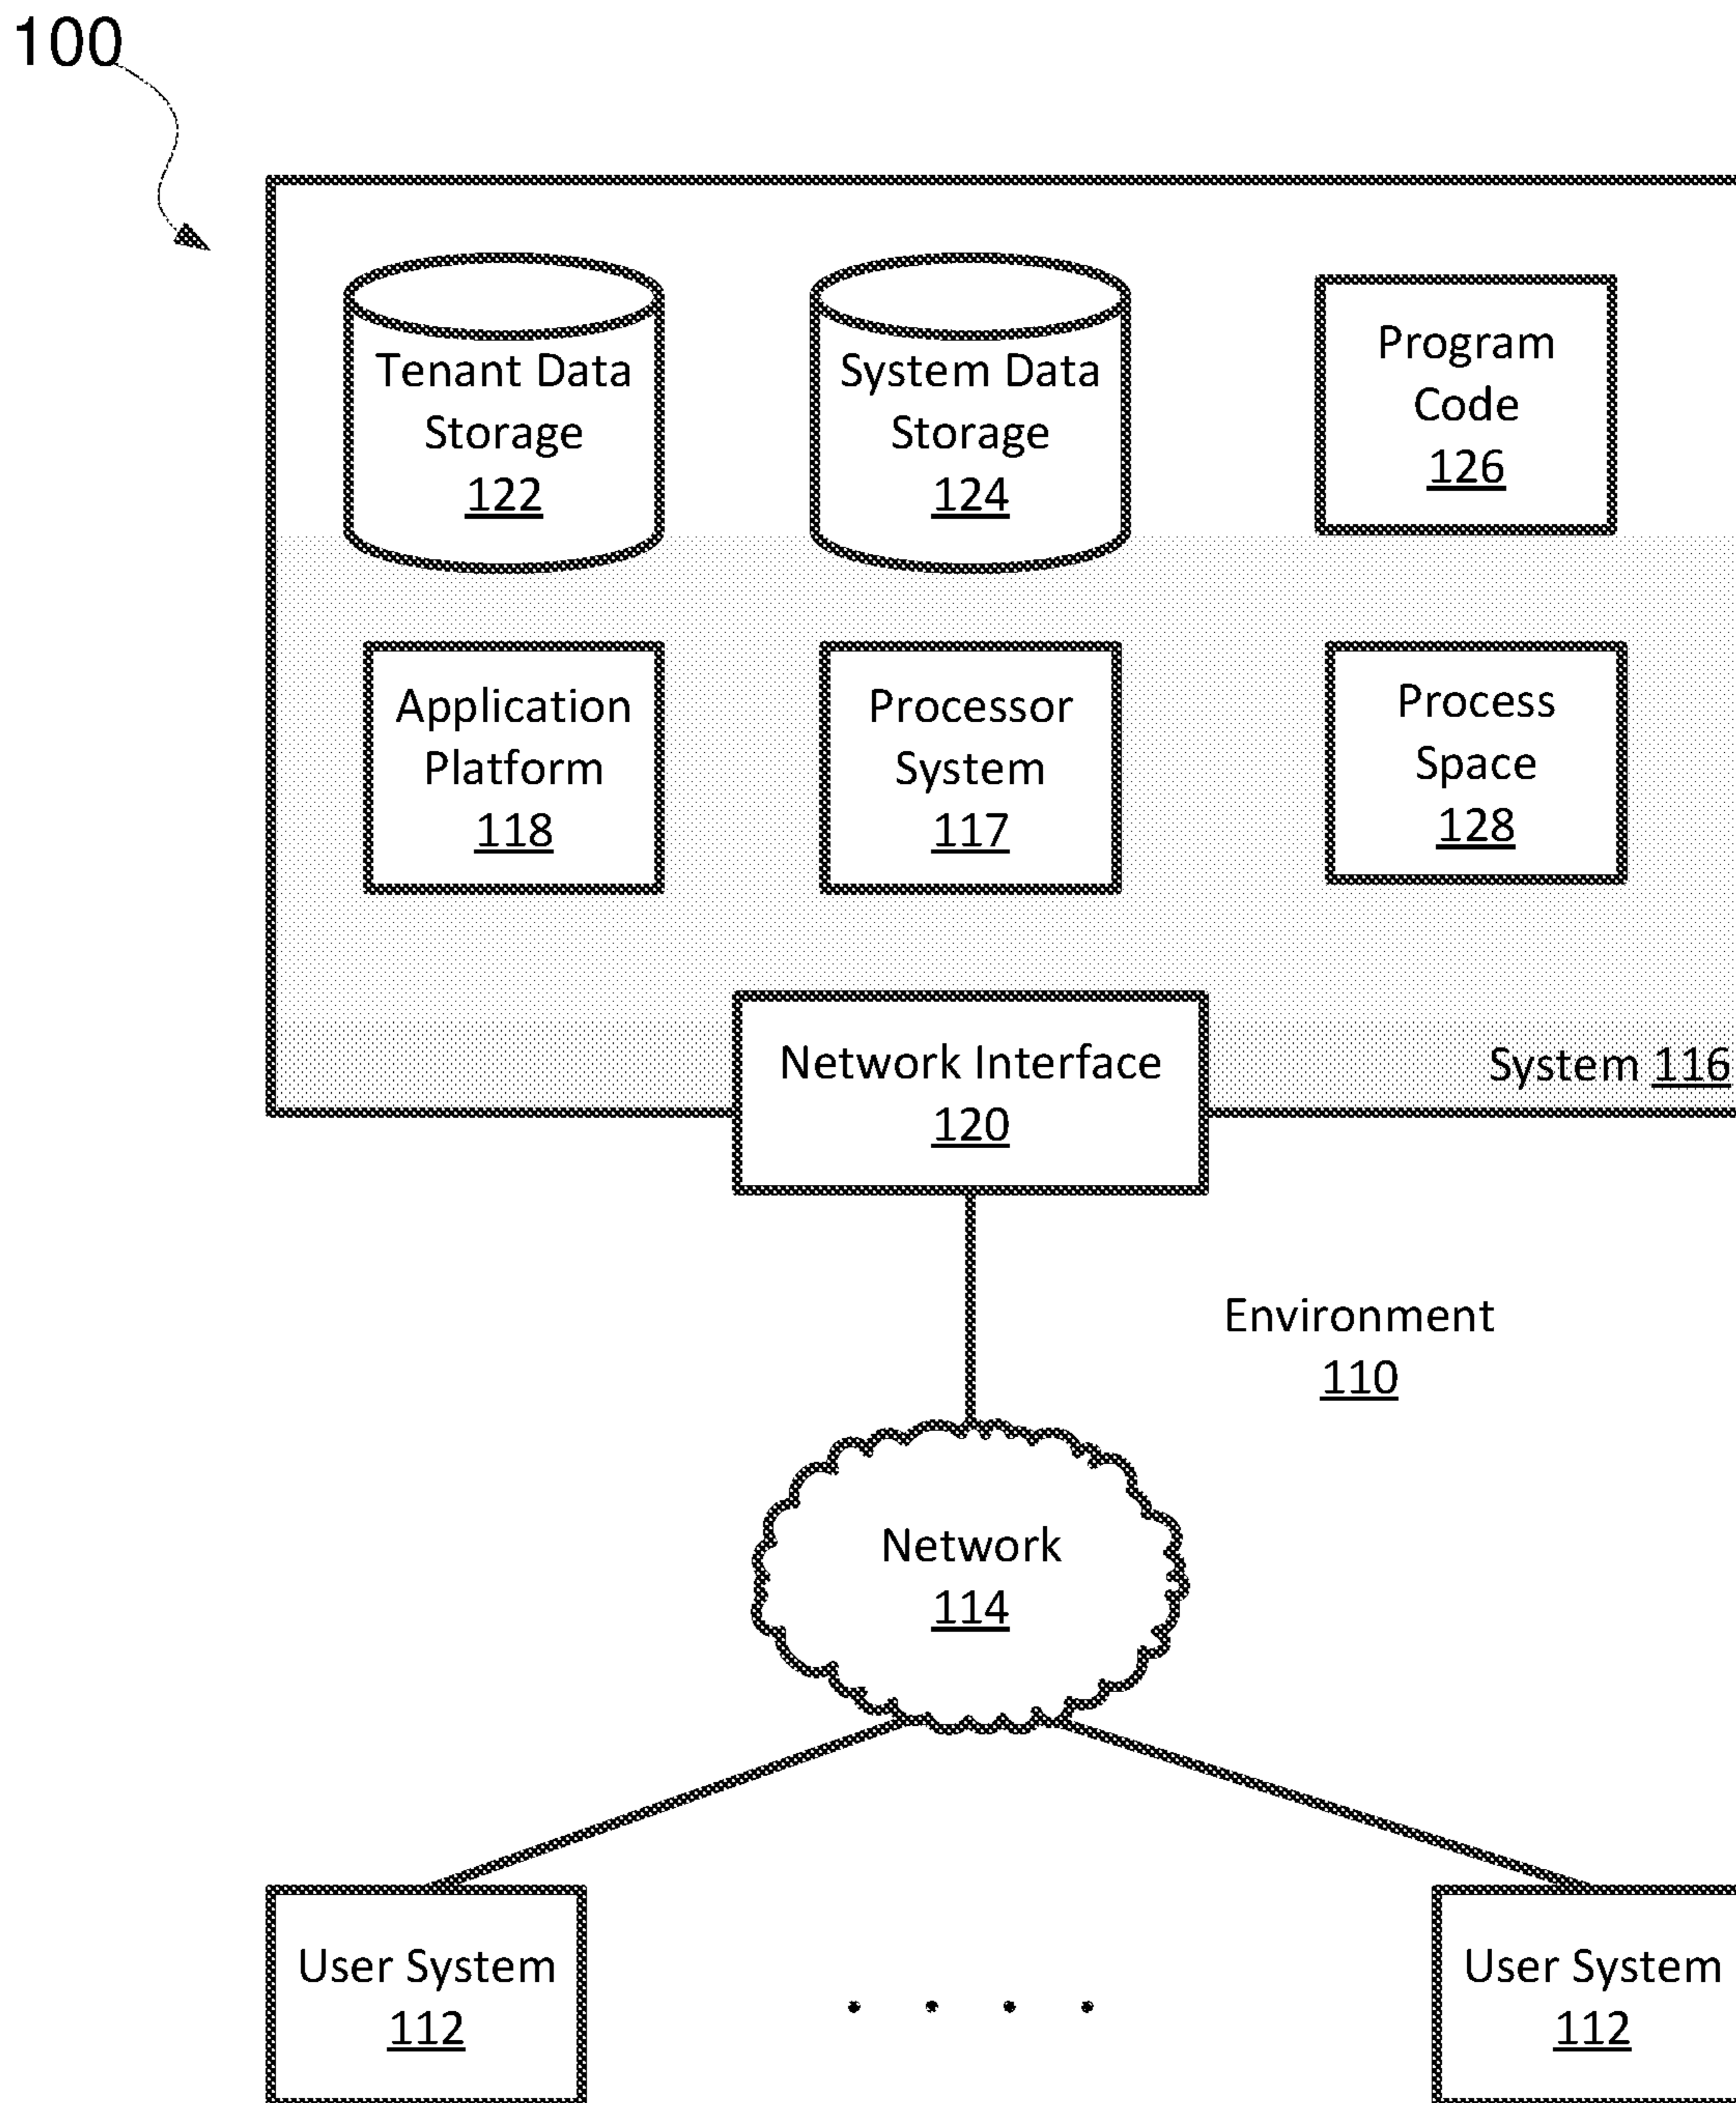 100
Tenant Data
Storage
122
System Data
Storage
124
Program
Code
126
Application
Platform
118
Processor
System
117
Process
Space
128
Network Interface
120
System 116
Environment
110
Network
114
User System
112
User System
112